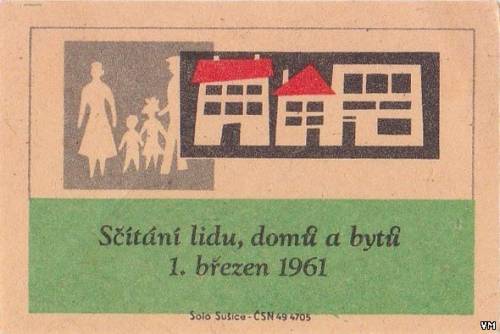 Sčítání lidu, domů a bytů
1. březen 1961
Solo Sušice - ČSN 49 4705
VM